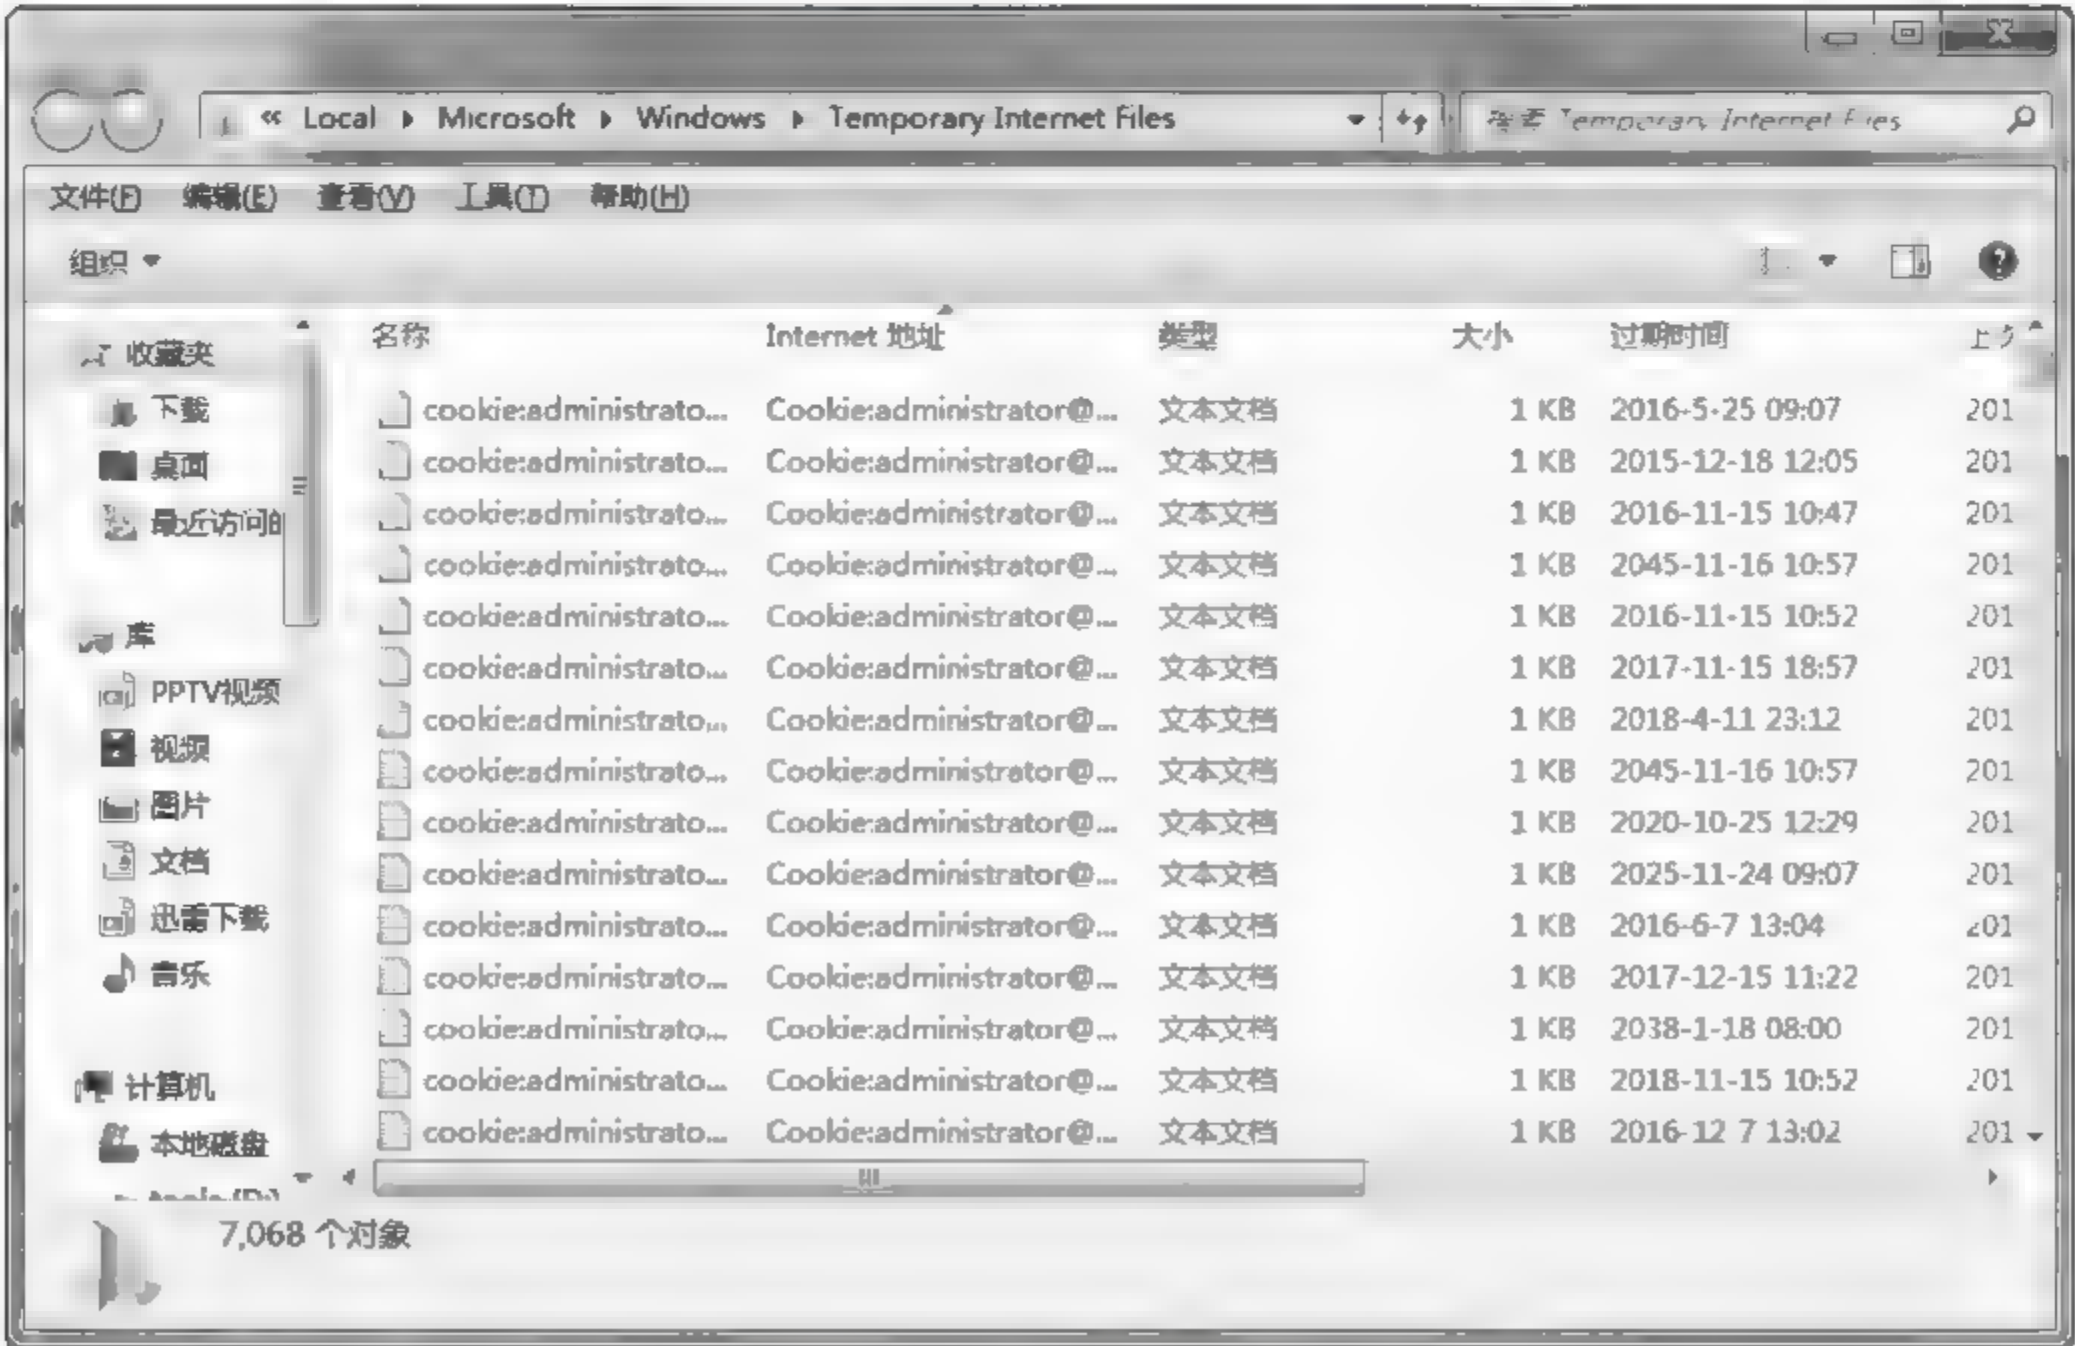 « Local ▸ Microsoft ▸ Windows ▸ Temporary Internet Files
Temporary Internet Files
文件(F) 编辑(E) 查看(V) 工具(T) 帮助(H)
组织
名称 Internet 地址 类型 大小 过期时间
收藏夹
下载
桌面
最近访问的
库
PPTV视频
视频
图片
文档
迅雷下载
音乐
计算机
本地磁盘
cookie:administrato... Cookie:administrator@... 文本文档 1 KB 2016-5-25 09:07 201
cookie:administrato... Cookie:administrator@... 文本文档 1 KB 2015-12-18 12:05 201
cookie:administrato... Cookie:administrator@... 文本文档 1 KB 2016-11-15 10:47 201
cookie:administrato... Cookie:administrator@... 文本文档 1 KB 2045-11-16 10:57 201
cookie:administrato... Cookie:administrator@... 文本文档 1 KB 2016-11-15 10:52 201
cookie:administrato... Cookie:administrator@... 文本文档 1 KB 2017-11-15 18:57 201
cookie:administrato... Cookie:administrator@... 文本文档 1 KB 2018-4-11 23:12 201
cookie:administrato... Cookie:administrator@... 文本文档 1 KB 2045-11-16 10:57 201
cookie:administrato... Cookie:administrator@... 文本文档 1 KB 2020-10-25 12:29 201
cookie:administrato... Cookie:administrator@... 文本文档 1 KB 2025-11-24 09:07 201
cookie:administrato... Cookie:administrator@... 文本文档 1 KB 2016-6-7 13:04 201
cookie:administrato... Cookie:administrator@... 文本文档 1 KB 2017-12-15 11:22 201
cookie:administrato... Cookie:administrator@... 文本文档 1 KB 2038-1-18 08:00 201
cookie:administrato... Cookie:administrator@... 文本文档 1 KB 2018-11-15 10:52 201
cookie:administrato... Cookie:administrator@... 文本文档 1 KB 2016-12-7 13:02 201
7,068 个对象